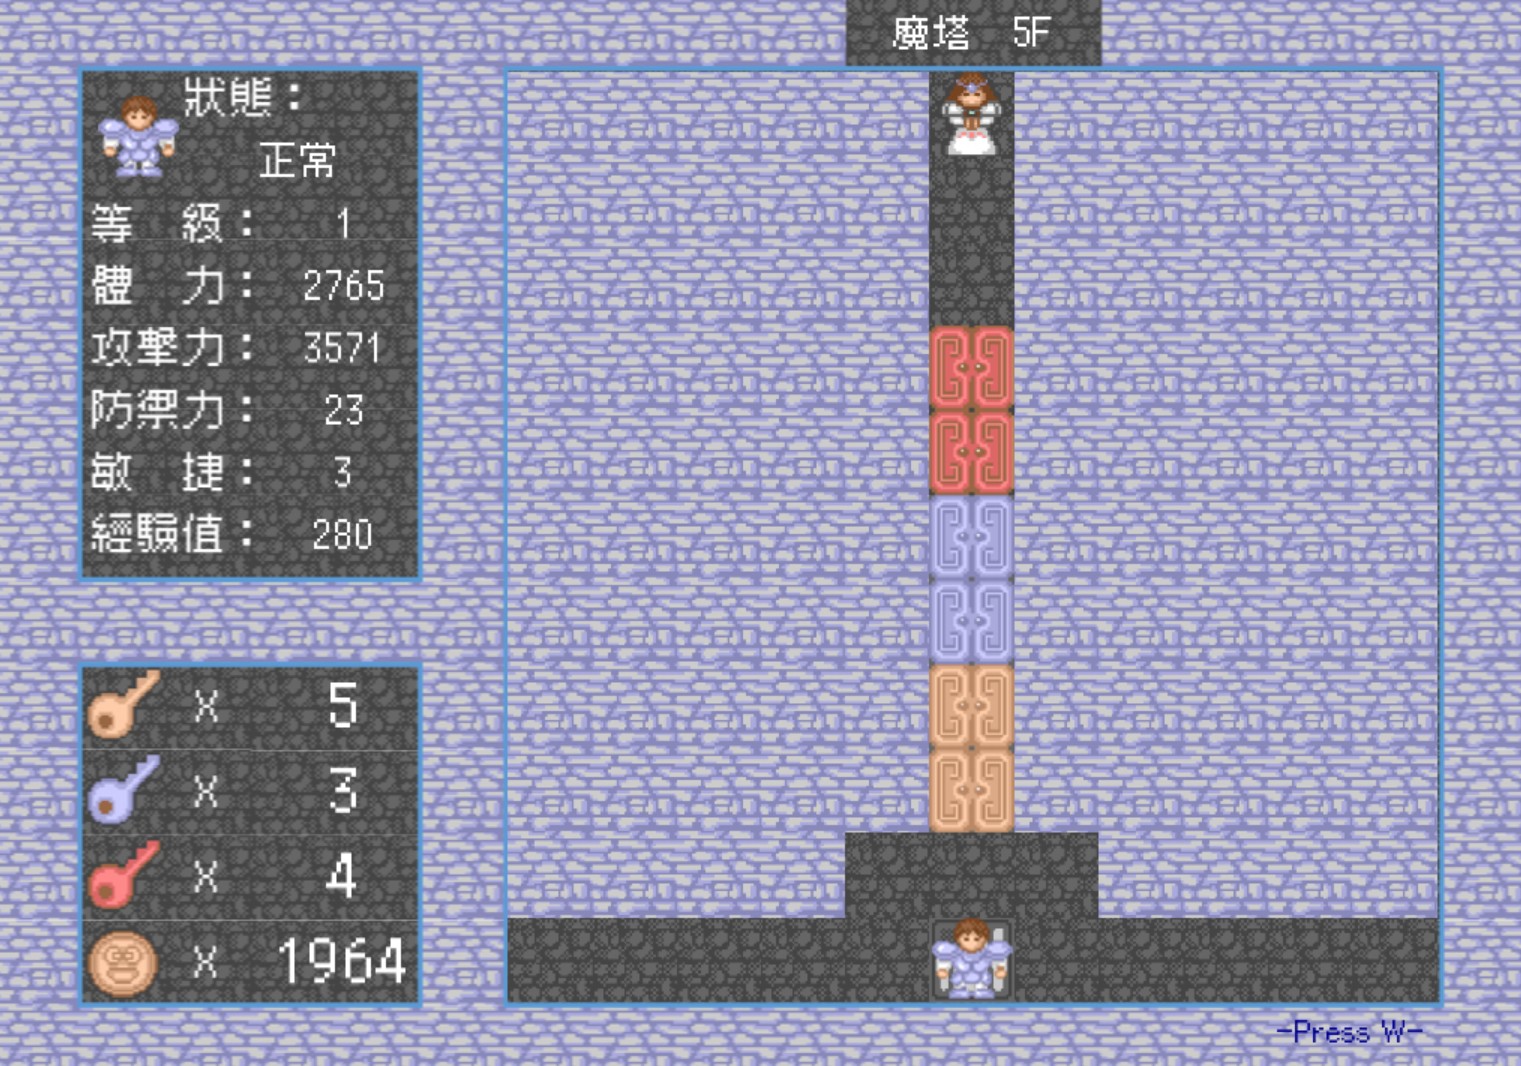 魔塔 5F
狀態：
正常
等 級： 1
體 力： 2765
攻擊力： 3571
防禦力： 23
敏 捷： 3
經驗值： 280
X 5
X 3
X 4
X 1964
-Press W-